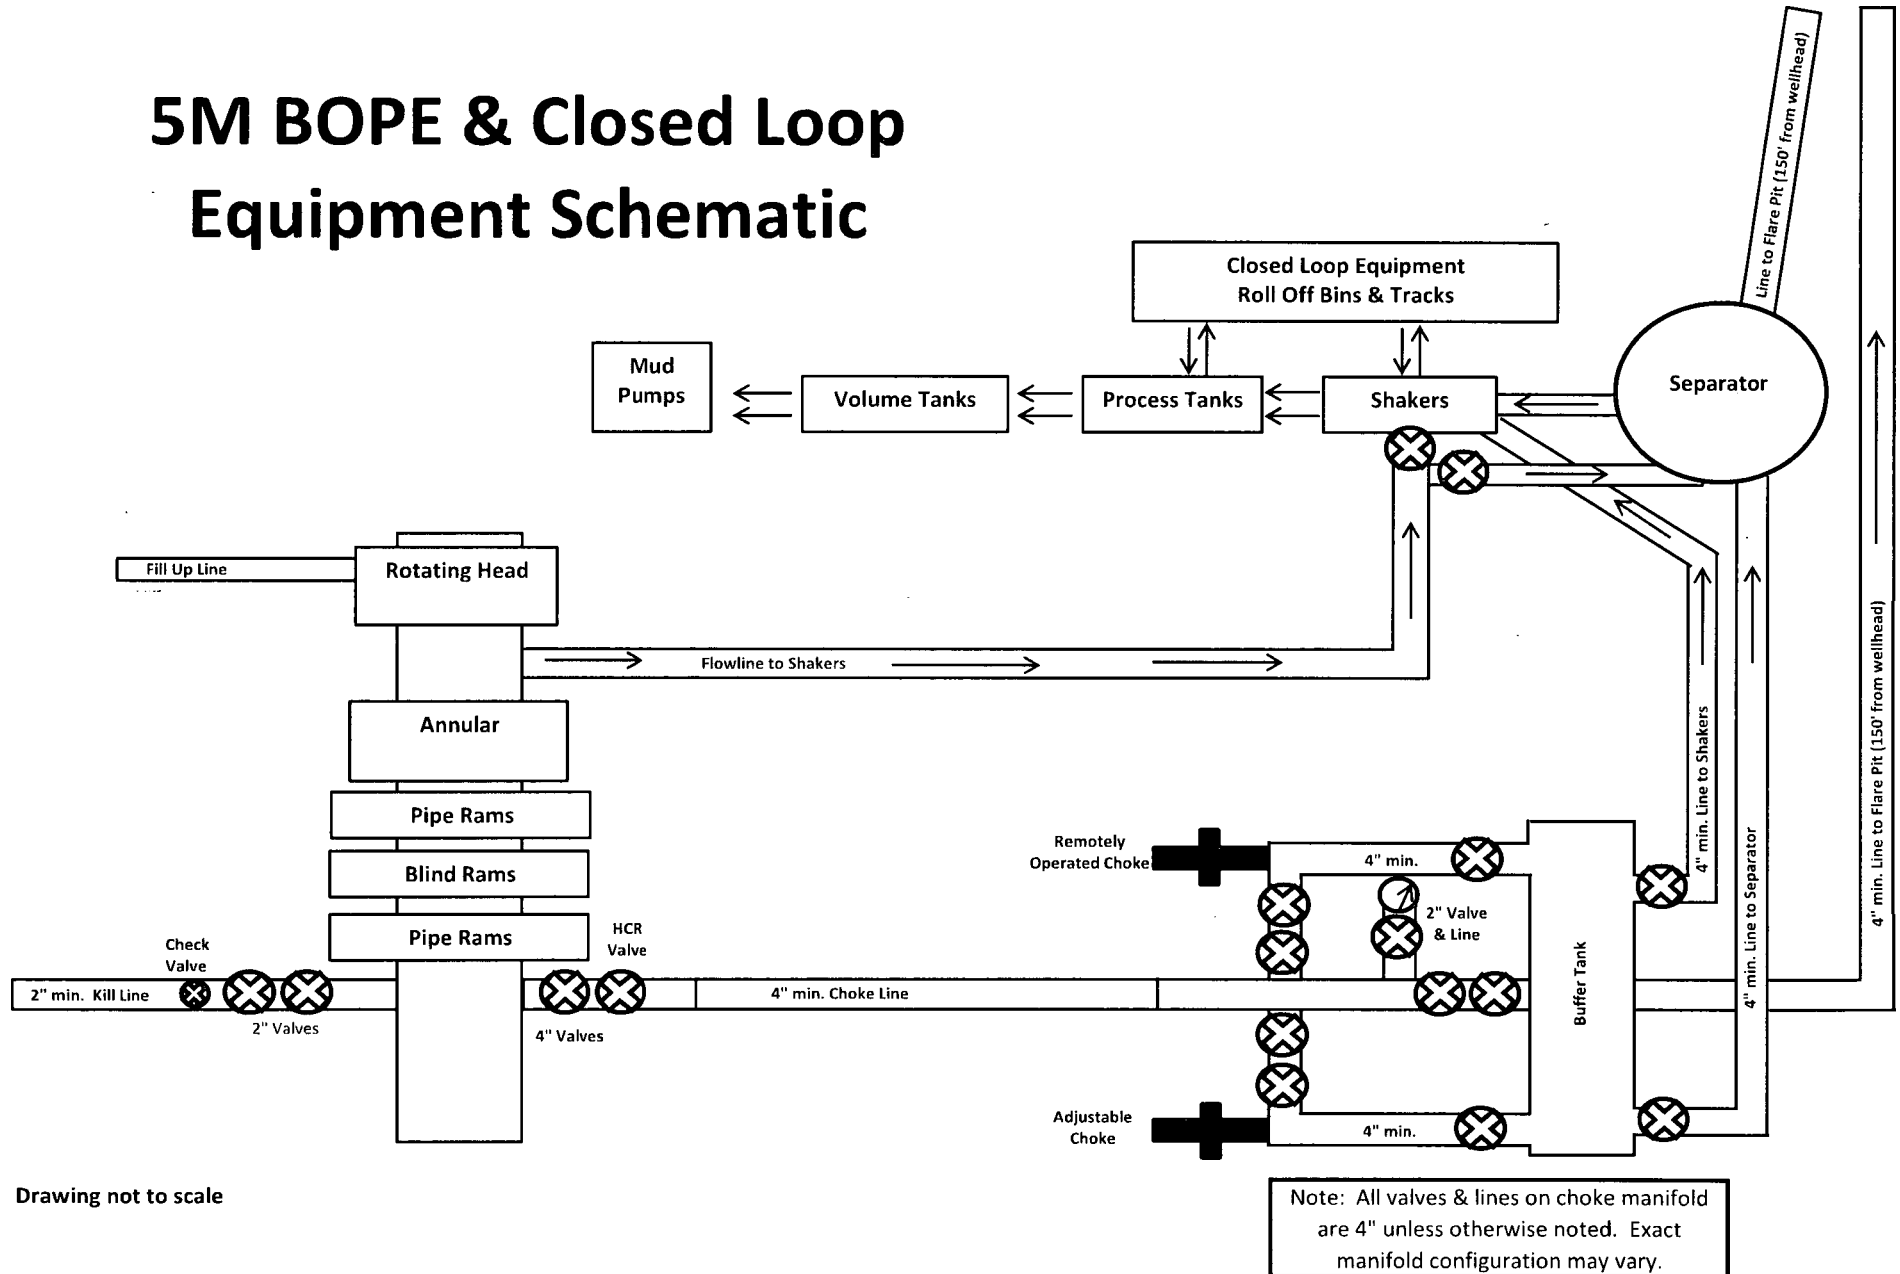 5M BOPE & Closed Loop
Equipment Schematic
Line to Flare Pit (150' from wellhead)
Closed Loop Equipment
Roll Off Bins & Tracks
Mud
Pumps
Volume Tanks
Process Tanks
Shakers
Separator
Fill Up Line
Rotating Head
Flowline to Shakers
Annular
Pipe Rams
Blind Rams
Pipe Rams
Check
Valve
HCR
Valve
2" min. Kill Line
2" Valves
4" Valves
4" min. Choke Line
Remotely
Operated Choke
4" min.
2" Valve
& Line
Adjustable
Choke
4" min.
Buffer Tank
4" min. Line to Shakers
4" min. Line to Separator
4" min. Line to Flare Pit (150' from wellhead)
Drawing not to scale
Note: All valves & lines on choke manifold
are 4" unless otherwise noted. Exact
manifold configuration may vary.